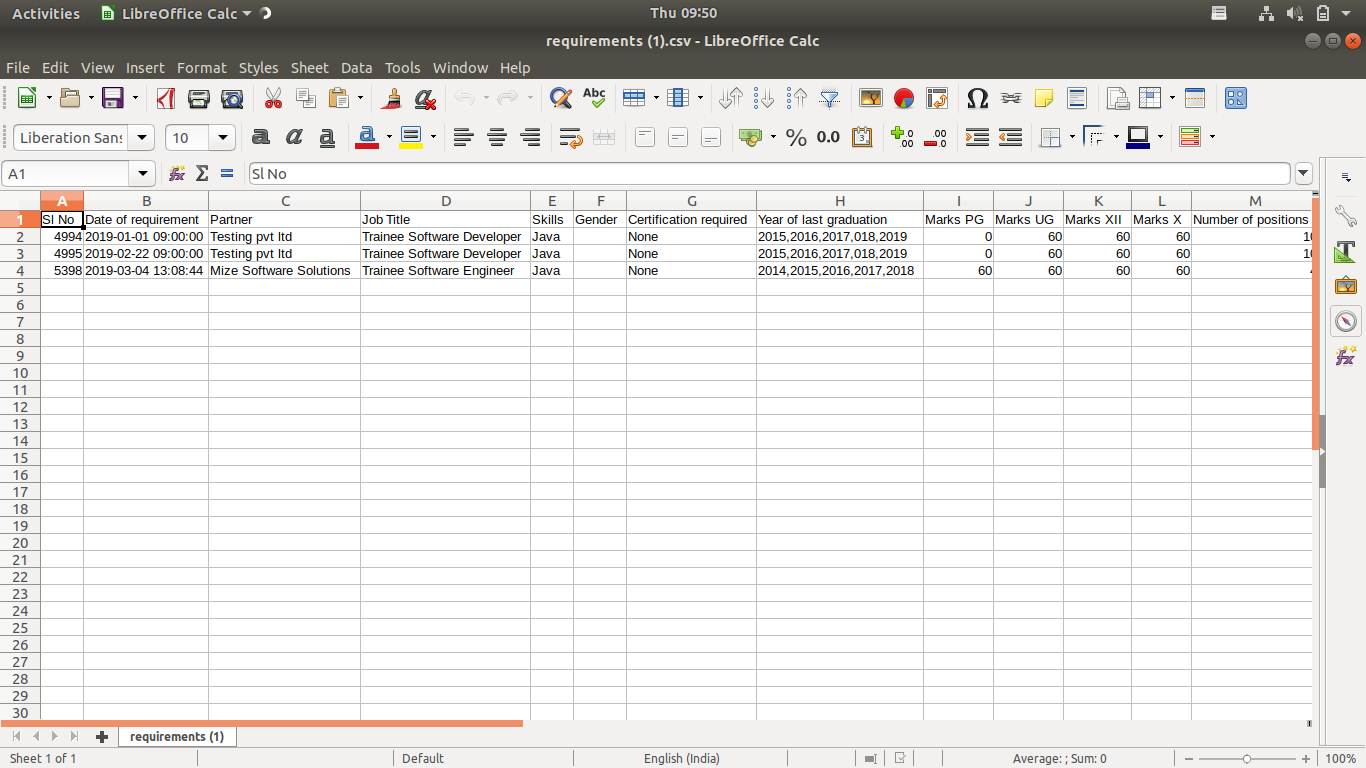 Activities LibreOffice Calc Thu 09:50
requirements (1).csv - LibreOffice Calc
File Edit View Insert Format Styles Sheet Data Tools Window Help
Liberation Sans 10
A1 Sl No
A B C D E F G H I J K L M
1 Sl No Date of requirement Partner Job Title Skills Gender Certification required Year of last graduation Marks PG Marks UG Marks XII Marks X Number of positions
2 4994 2019-01-01 09:00:00 Testing pvt ltd Trainee Software Developer Java None 2015,2016,2017,018,2019 0 60 60 60
3 4995 2019-02-22 09:00:00 Testing pvt ltd Trainee Software Developer Java None 2015,2016,2017,018,2019 0 60 60 60
4 5398 2019-03-04 13:08:44 Mize Software Solutions Trainee Software Engineer Java None 2014,2015,2016,2017,2018 60 60 60 60
5
6
7
8
9
10
11
12
13
14
15
16
17
18
19
20
21
22
23
24
25
26
27
28
29
30
requirements (1)
Sheet 1 of 1 Default English (India) Average: ; Sum: 0 100%